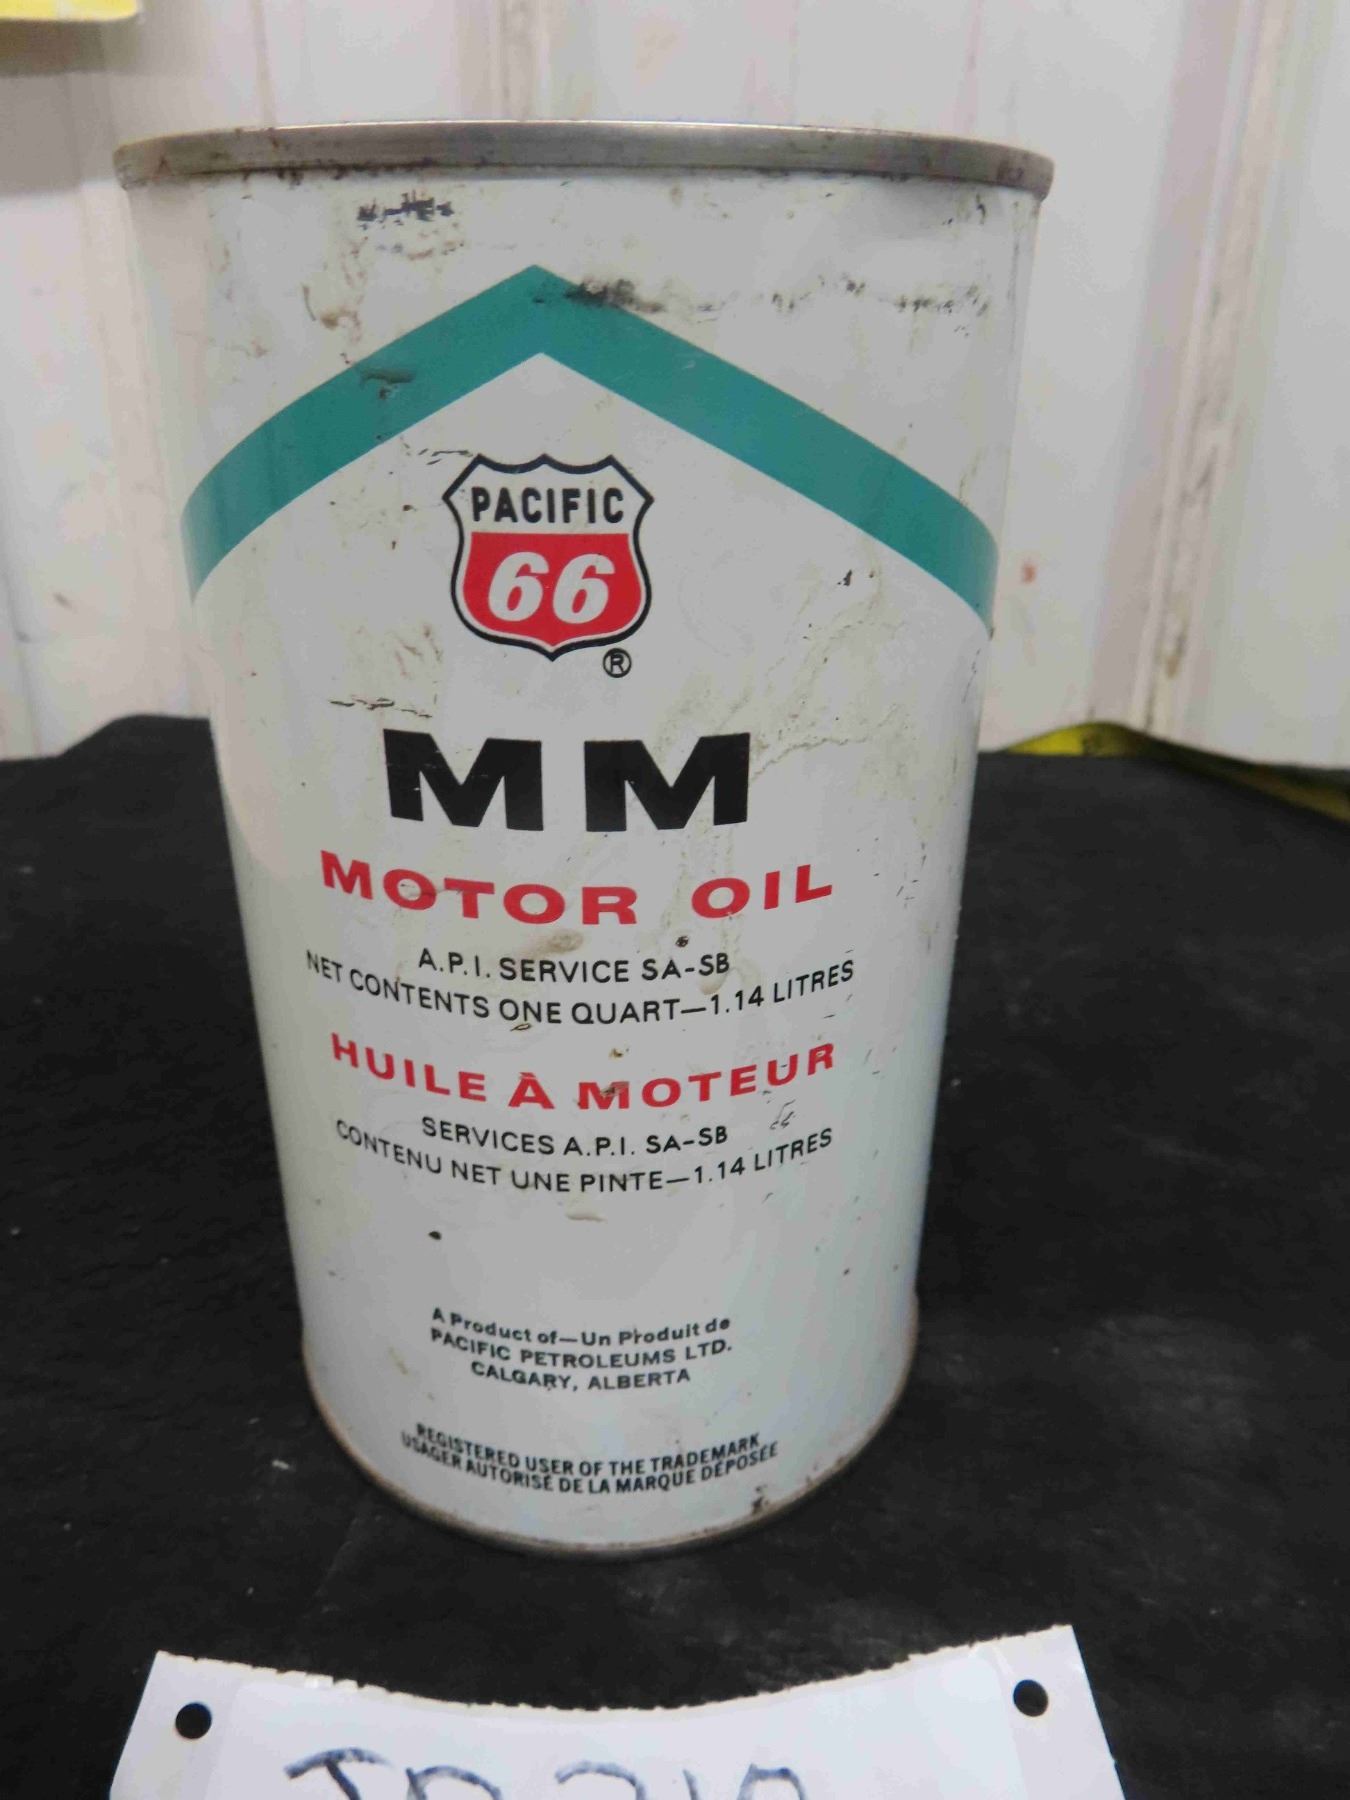 PACIFIC
66
®
MM
MOTOR OIL
A.P.I. SERVICE SA-SB
NET CONTENTS ONE QUART—1.14 LITRES
HUILE À MOTEUR
SERVICES A.P.I. SA-SB
CONTENU NET UNE PINTE—1.14 LITRES
A Product of—Un Produit de
PACIFIC PETROLEUMS LTD.
CALGARY, ALBERTA
REGISTERED USER OF THE TRADEMARK
USAGER AUTORISÉ DE LA MARQUE DÉPOSÉE